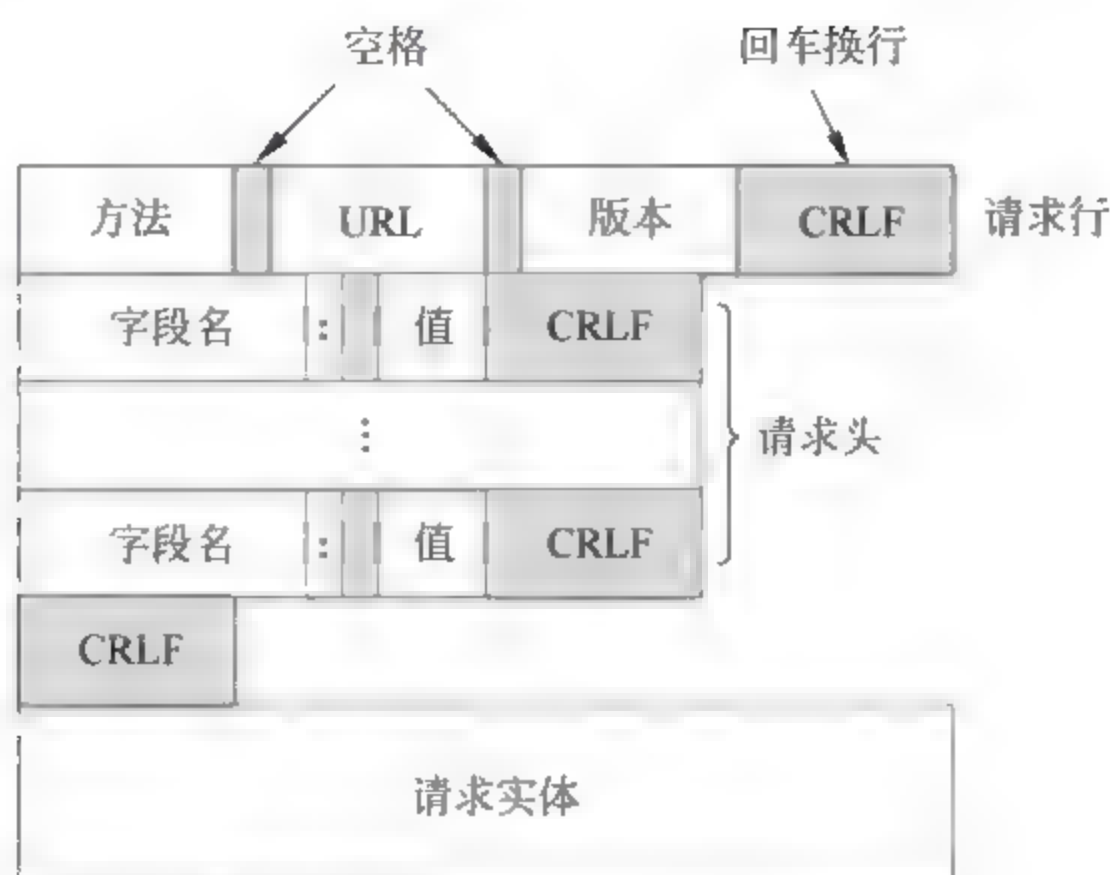 空格 回车换行
方法 URL 版本 CRLF 请求行
字段名 : 值 CRLF
⋮ 请求头
字段名 : 值 CRLF
CRLF
请求实体